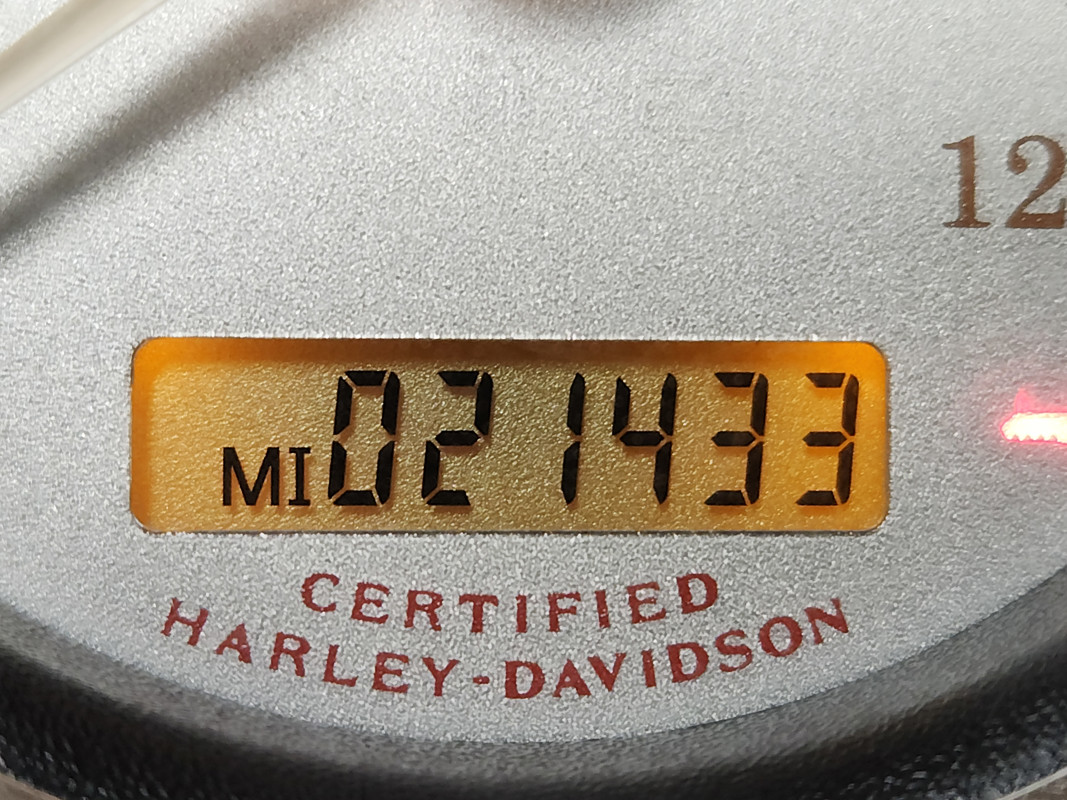 12
MI 021433
CERTIFIED
HARLEY-DAVIDSON